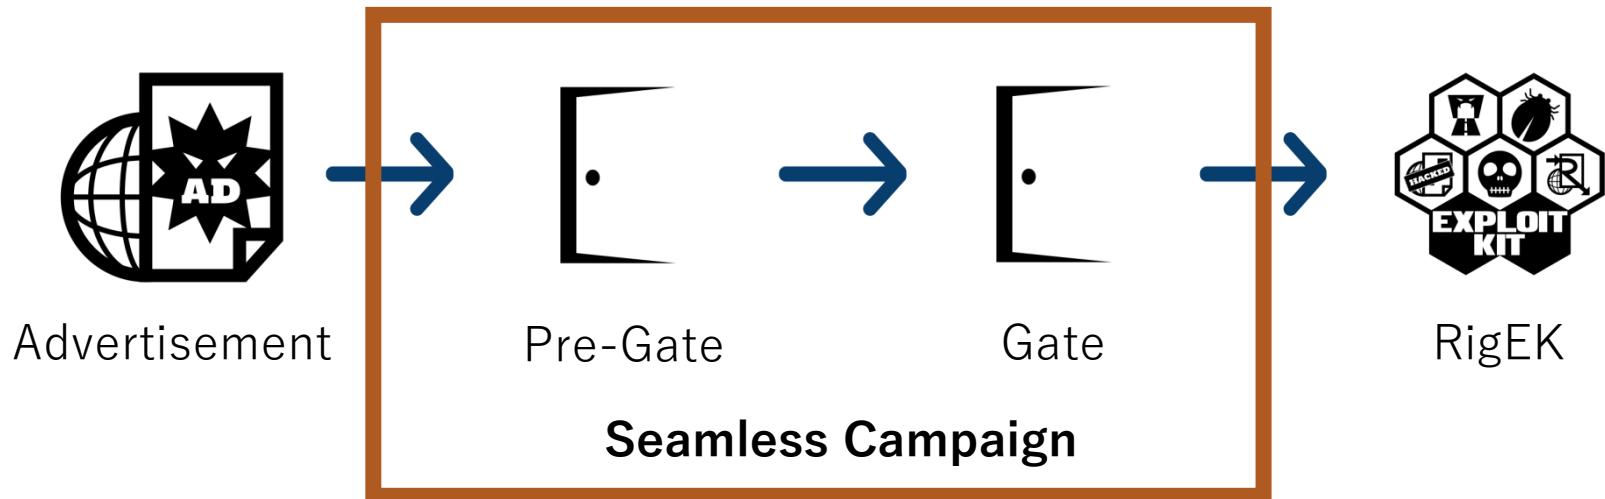 AD
HACKED
R
EXPLOIT
KIT
Advertisement
Pre-Gate
Gate
RigEK
Seamless Campaign